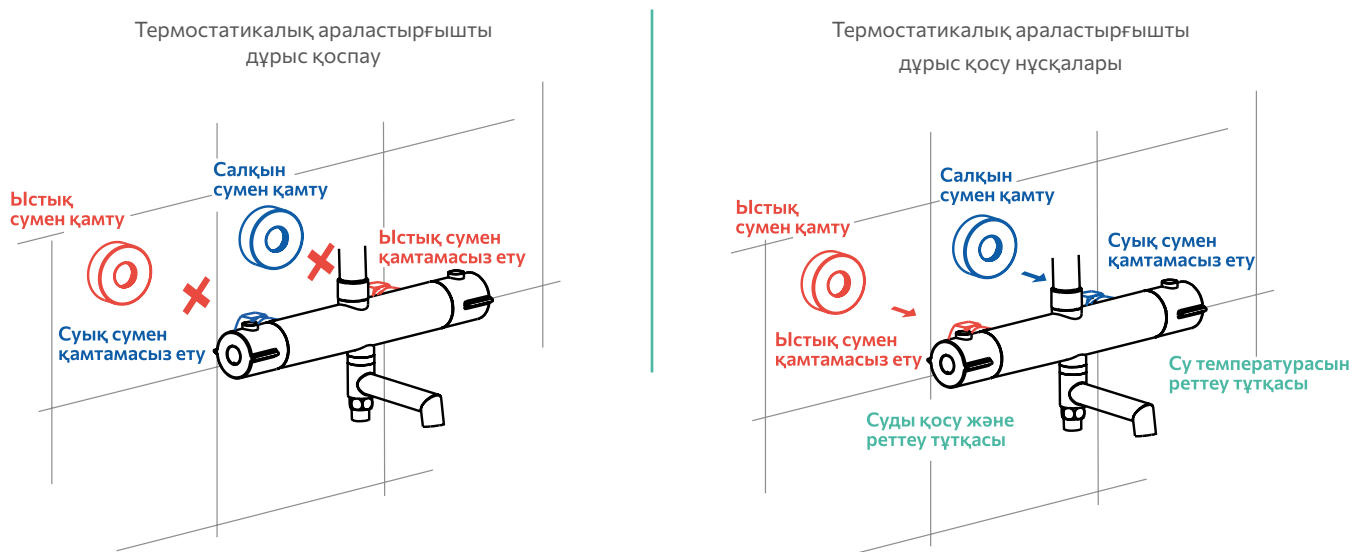 Термостатикалық араластырғышты
дұрыс қоспау
Салқын
сумен қамту
Ыстық
сумен қамту
Ыстық сумен
қамтамасыз ету
Суық сумен
қамтамасыз ету
Термостатикалық араластырғышты
дұрыс қосу нұсқалары
Салқын
сумен қамту
Ыстық
сумен қамту
Суық сумен
қамтамасыз ету
Ыстық сумен
қамтамасыз ету
Су температурасын
реттеу тұтқасы
Суды қосу және
реттеу тұтқасы